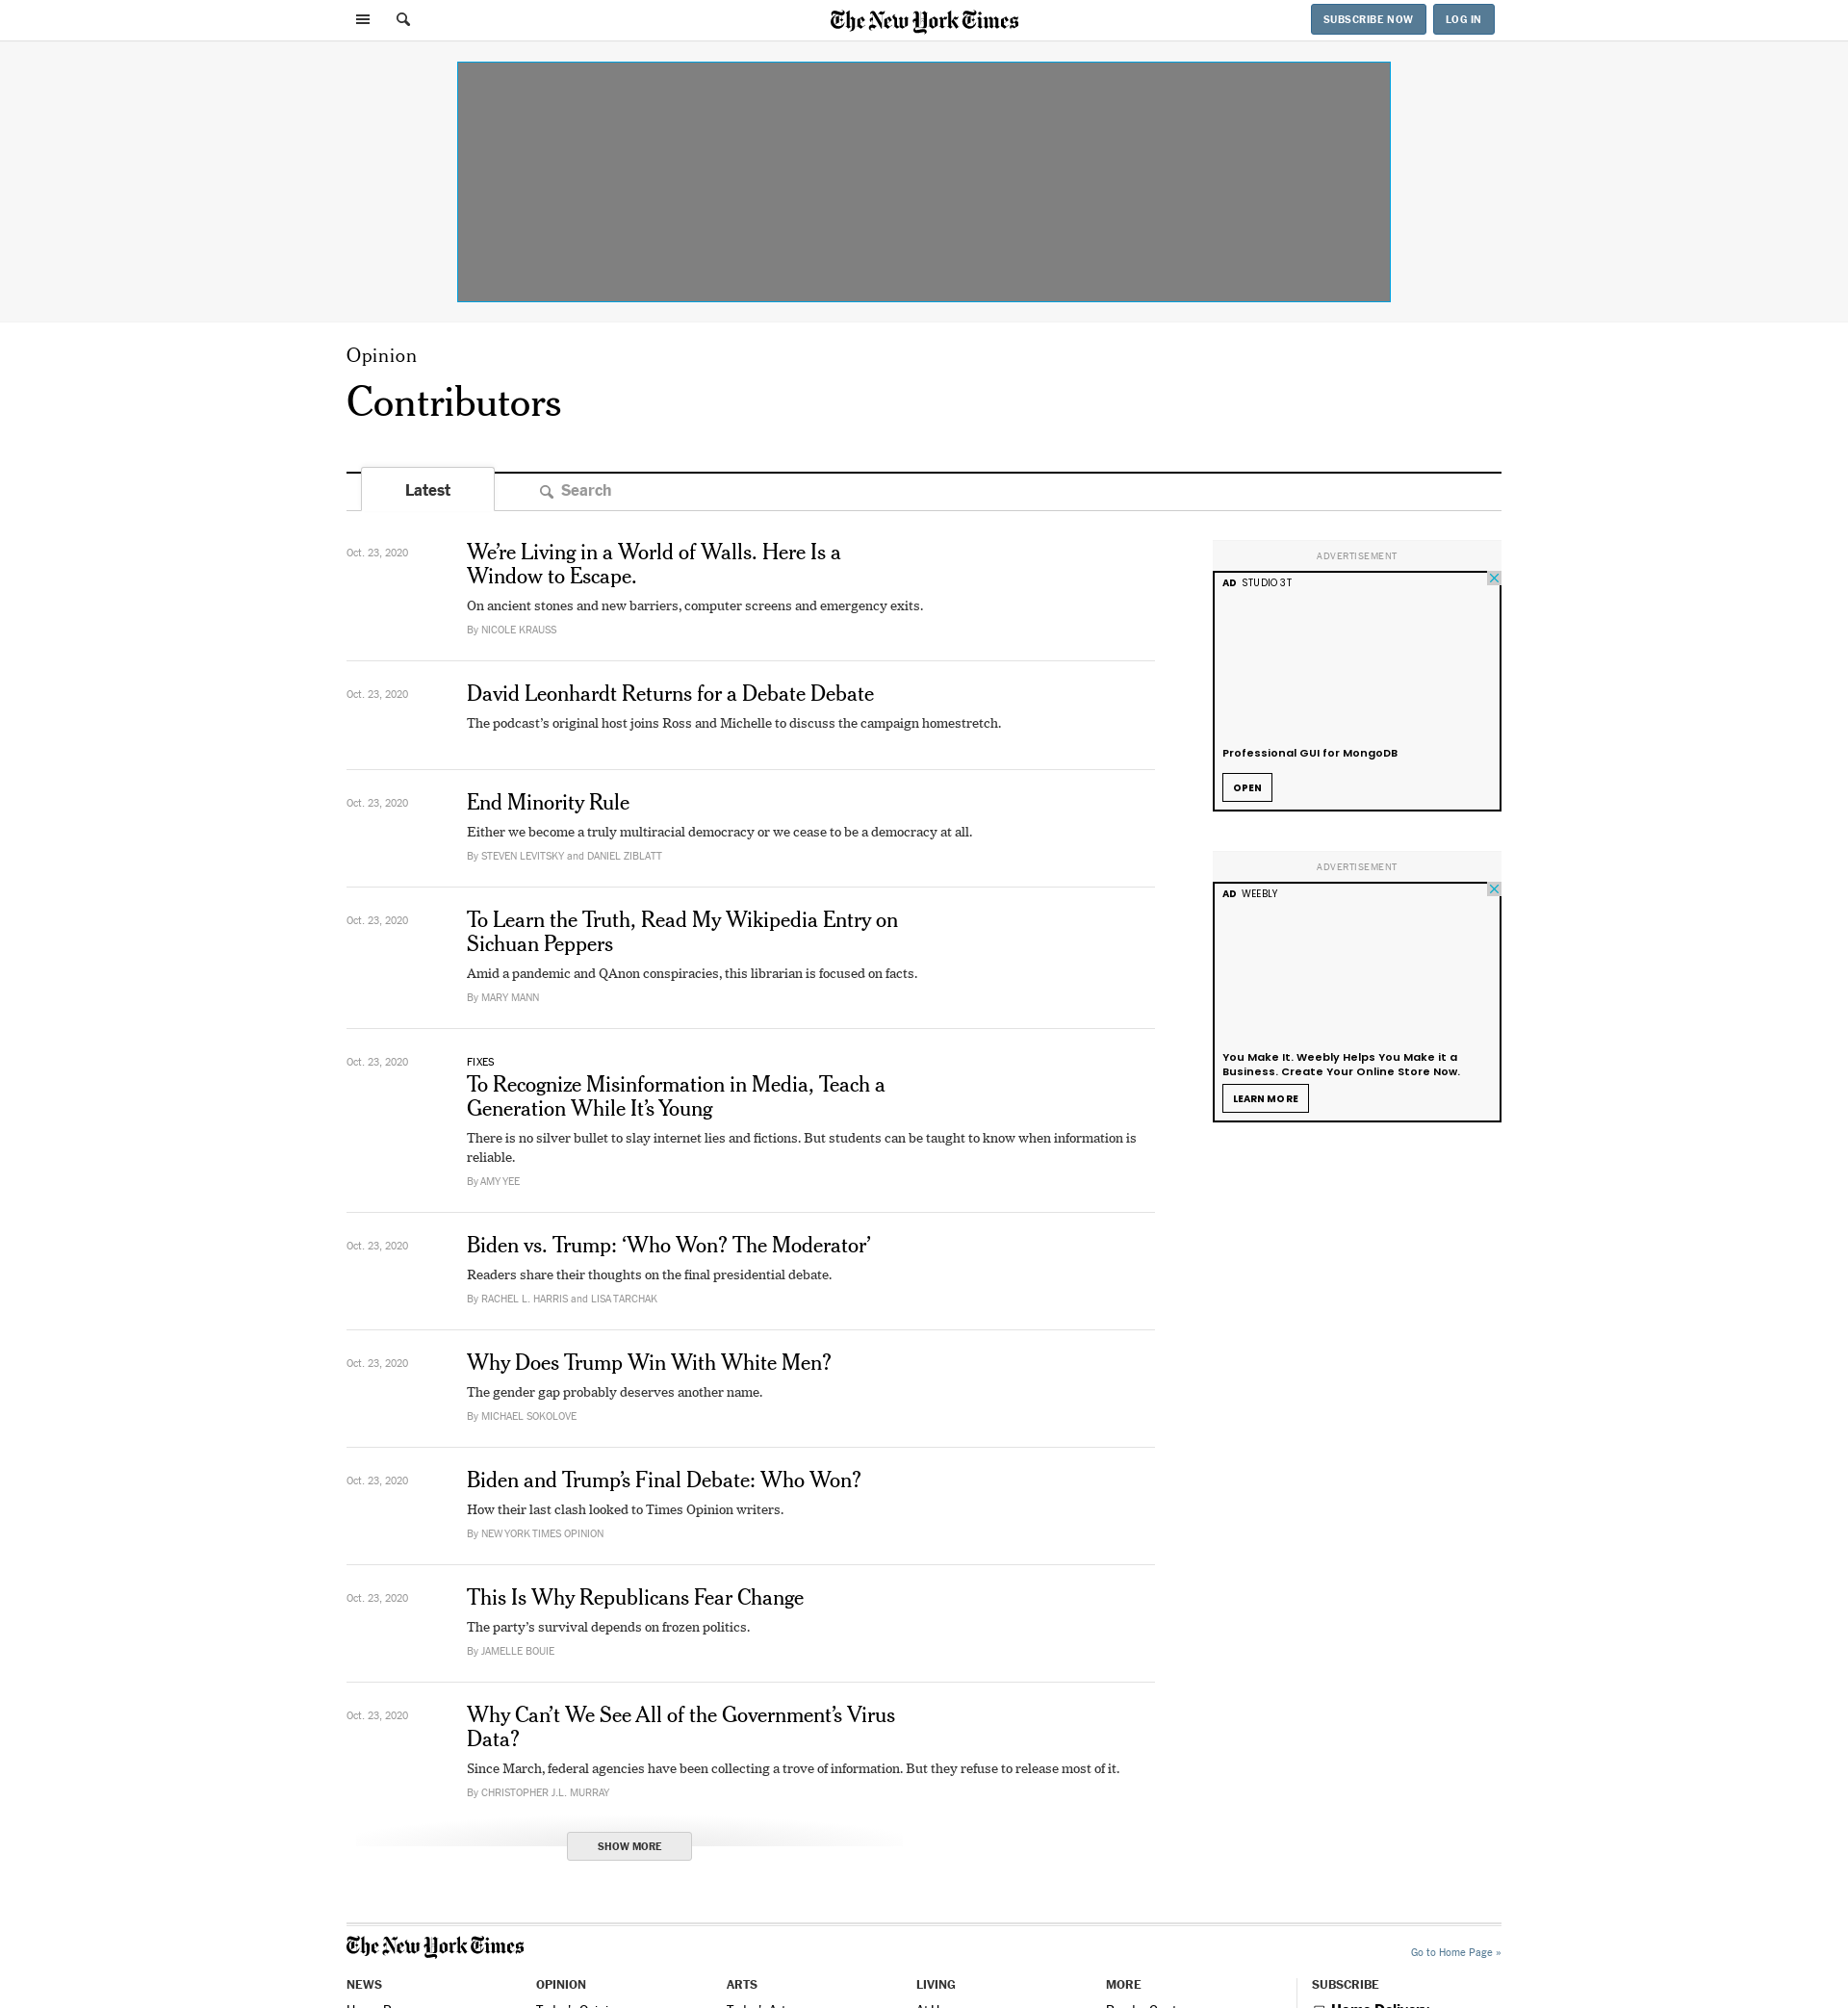 The New York Times
SUBSCRIBE NOW
LOG IN
Opinion
Contributors
Latest
Search
Oct. 23, 2020
We’re Living in a World of Walls. Here Is a
Window to Escape.
On ancient stones and new barriers, computer screens and emergency exits.
By NICOLE KRAUSS
Oct. 23, 2020
David Leonhardt Returns for a Debate Debate
The podcast’s original host joins Ross and Michelle to discuss the campaign homestretch.
Oct. 23, 2020
End Minority Rule
Either we become a truly multiracial democracy or we cease to be a democracy at all.
By STEVEN LEVITSKY and DANIEL ZIBLATT
Oct. 23, 2020
To Learn the Truth, Read My Wikipedia Entry on
Sichuan Peppers
Amid a pandemic and QAnon conspiracies, this librarian is focused on facts.
By MARY MANN
Oct. 23, 2020
FIXES
To Recognize Misinformation in Media, Teach a
Generation While It’s Young
There is no silver bullet to slay internet lies and fictions. But students can be taught to know when information is
reliable.
By AMY YEE
Oct. 23, 2020
Biden vs. Trump: ‘Who Won? The Moderator’
Readers share their thoughts on the final presidential debate.
By RACHEL L. HARRIS and LISA TARCHAK
Oct. 23, 2020
Why Does Trump Win With White Men?
The gender gap probably deserves another name.
By MICHAEL SOKOLOVE
Oct. 23, 2020
Biden and Trump’s Final Debate: Who Won?
How their last clash looked to Times Opinion writers.
By NEW YORK TIMES OPINION
Oct. 23, 2020
This Is Why Republicans Fear Change
The party’s survival depends on frozen politics.
By JAMELLE BOUIE
Oct. 23, 2020
Why Can’t We See All of the Government’s Virus
Data?
Since March, federal agencies have been collecting a trove of information. But they refuse to release most of it.
By CHRISTOPHER J.L. MURRAY
SHOW MORE
ADVERTISEMENT
AD STUDIO 3T
Professional GUI for MongoDB
OPEN
ADVERTISEMENT
AD WEEBLY
You Make It. Weebly Helps You Make it a
Business. Create Your Online Store Now.
LEARN MORE
The New York Times
Go to Home Page »
NEWS
OPINION
ARTS
LIVING
MORE
SUBSCRIBE
Home Delivery